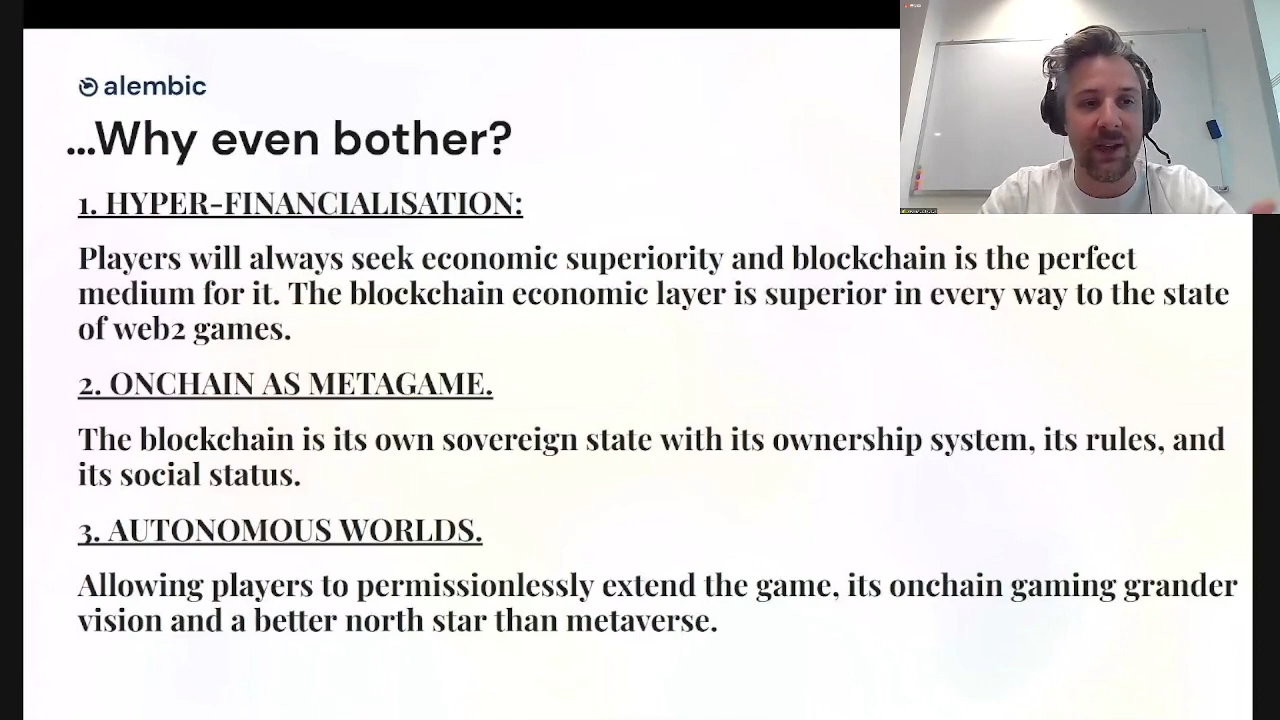 alembic
...Why even bother?
1. HYPER-FINANCIALISATION:
Players will always seek economic superiority and blockchain is the perfect
medium for it. The blockchain economic layer is superior in every way to the state
of web2 games.
2. ONCHAIN AS METAGAME.
The blockchain is its own sovereign state with its ownership system, its rules, and
its social status.
3. AUTONOMOUS WORLDS.
Allowing players to permissionlessly extend the game, its onchain gaming grander
vision and a better north star than metaverse.